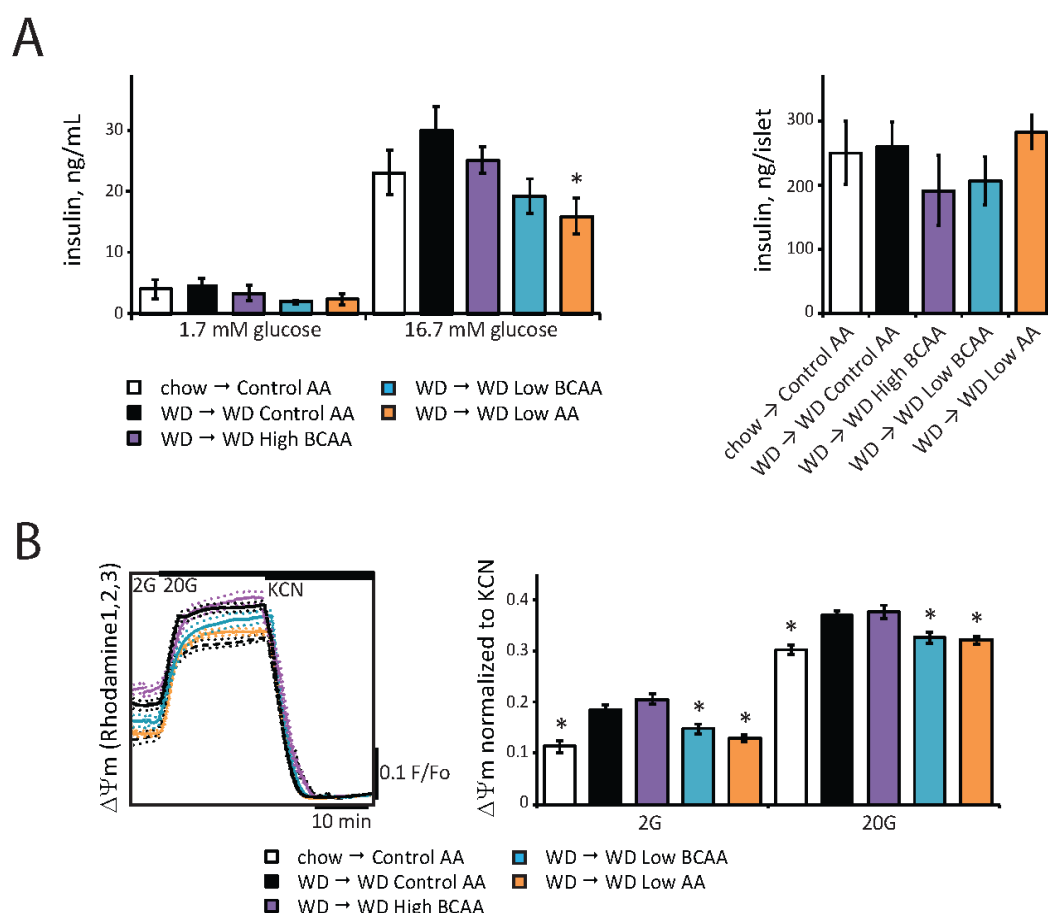 A
insulin, ng/mL
30
20
10
0
1.7 mM glucose
16.7 mM glucose
*
chow → Control AA
WD → WD Control AA
WD → WD High BCAA
WD → WD Low BCAA
WD → WD Low AA
insulin, ng/islet
300
200
100
000
chow → Control AA
WD → WD Control AA
WD → WD High BCAA
WD → WD Low BCAA
WD → WD Low AA
B
ΔΨm (Rhodamine1,2,3)
2G
20G
KCN
0.1 F/Fo
10 min
ΔΨm normalized to KCN
0.4
0.3
0.2
0.1
0
*
*
*
*
*
*
2G
20G
chow → Control AA
WD → WD Control AA
WD → WD High BCAA
WD → WD Low BCAA
WD → WD Low AA